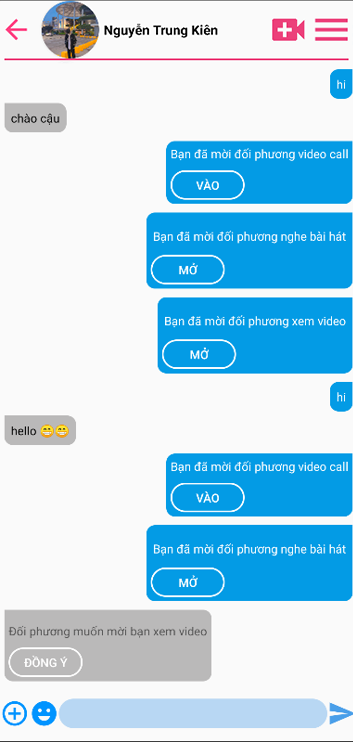 Nguyễn Trung Kiên
hi
chào cậu
Bạn đã mời đối phương video call
VÀO
Bạn đã mời đối phương nghe bài hát
MỞ
Bạn đã mời đối phương xem video
MỞ
hi
hello 😁😁
Bạn đã mời đối phương video call
VÀO
Bạn đã mời đối phương nghe bài hát
MỞ
Đối phương muốn mời bạn xem video
ĐỒNG Ý